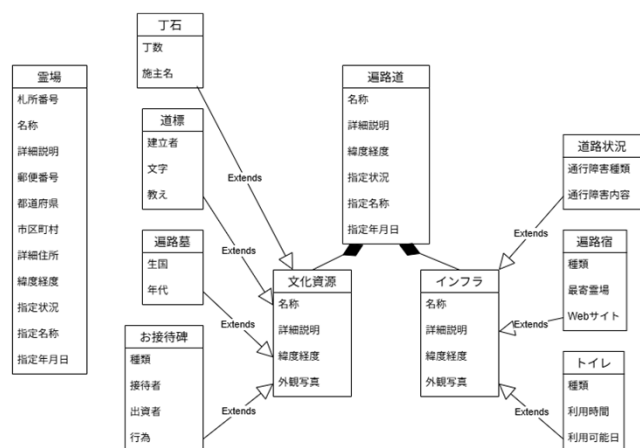 霊場
札所番号
名称
詳細説明
郵便番号
都道府県
市区町村
詳細住所
緯度経度
指定状況
指定名称
指定年月日
丁石
丁数
施主名
道標
建立者
文字
教え
遍路墓
生国
年代
お接待碑
種類
接待者
出資者
行為
遍路道
名称
詳細説明
緯度経度
指定状況
指定名称
指定年月日
文化資源
名称
詳細説明
緯度経度
外観写真
インフラ
名称
詳細説明
緯度経度
外観写真
道路状況
通行障害種類
通行障害内容
遍路宿
種類
最寄霊場
Webサイト
トイレ
種類
利用時間
利用可能日
Extends
Extends
Extends
Extends
Extends
Extends
Extends